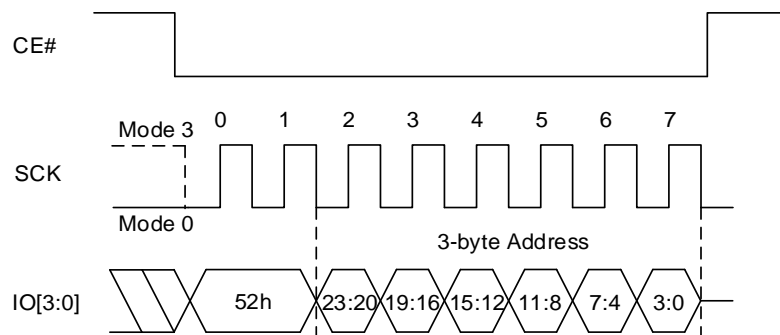 CE#
Mode 3 0 1 2 3 4 5 6 7
SCK
Mode 0
3-byte Address
IO[3:0] 52h 23:20 19:16 15:12 11:8 7:4 3:0